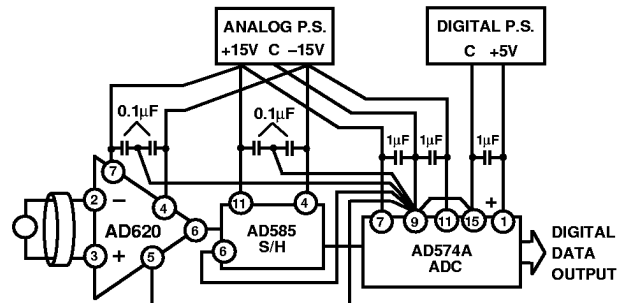 ANALOG P.S.
+15V C –15V
DIGITAL P.S.
C +5V
0.1µF
0.1µF
1µF
1µF
1µF
+
7
2
–
4
AD620
6
3
+
5
11
4
6
AD585
S/H
7
9
11
15
1
AD574A
ADC
DIGITAL
DATA
OUTPUT